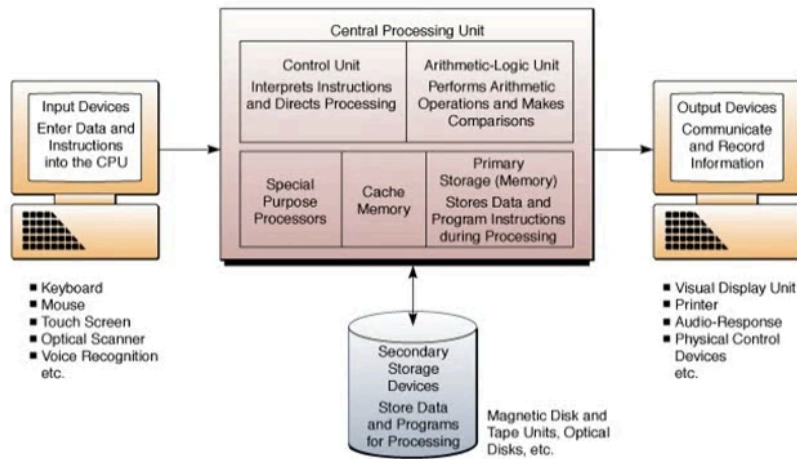 Central Processing Unit
Control Unit
Interprets Instructions
and Directs Processing
Arithmetic-Logic Unit
Performs Arithmetic
Operations and Makes
Comparisons
Input Devices
Enter Data and
Instructions
into the CPU
Output Devices
Communicate
and Record
Information
Special
Purpose
Processors
Cache
Memory
Primary
Storage (Memory)
Stores Data and
Program Instructions
during Processing
■ Keyboard
■ Mouse
■ Touch Screen
■ Optical Scanner
■ Voice Recognition
etc.
■ Visual Display Unit
■ Printer
■ Audio-Response
■ Physical Control
Devices
etc.
Secondary
Storage
Devices
Store Data
and Programs
for Processing
Magnetic Disk and
Tape Units, Optical
Disks, etc.